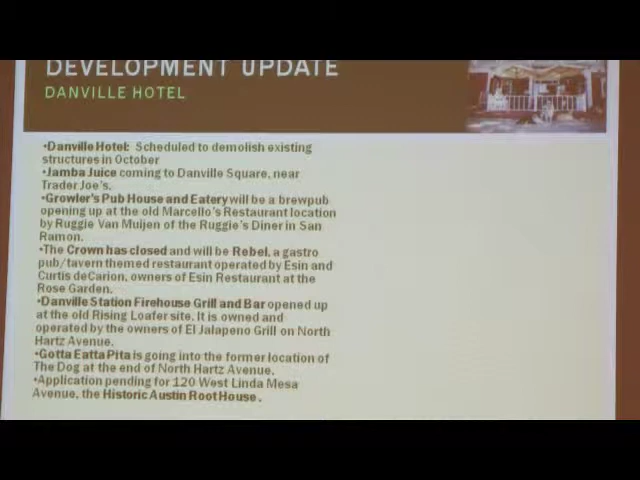 DEVELOPMENT UPDATE
DANVILLE HOTEL
•Danville Hotel: Scheduled to demolish existing
structures in October
•Jamba Juice coming to Danville Square, near
Trader Joe's.
•Growler's Pub House and Eatery will be a brewpub
opening up at the old Marcello's Restaurant location
by Ruggie Van Muijen of the Ruggie's Diner in San
Ramon.
•The Crown has closed and will be Rebel, a gastro
pub/tavern themed restaurant operated by Esin and
Curtis deCarion, owners of Esin Restaurant at the
Rose Garden.
•Danville Station Firehouse Grill and Bar opened up
at the old Rising Loafer site. It is owned and
operated by the owners of El Jalapeno Grill on North
Hartz Avenue.
•Gotta Eatta Pita is going into the former location of
The Dog at the end of North Hartz Avenue.
•Application pending for 120 West Linda Mesa
Avenue, the Historic Austin Root House.